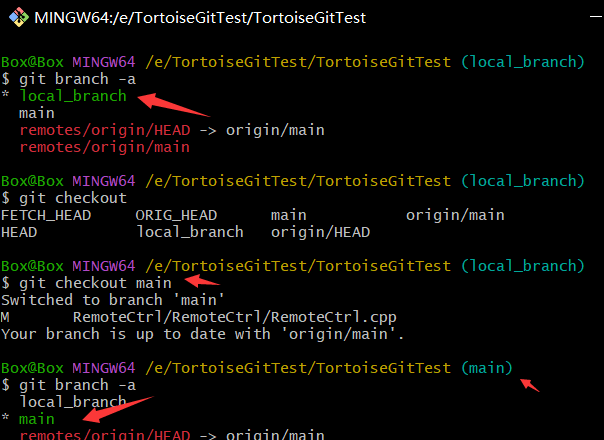 MINGW64:/e/TortoiseGitTest/TortoiseGitTest
Box@Box MINGW64 /e/TortoiseGitTest/TortoiseGitTest (local_branch)
$ git branch -a
* local_branch
main
remotes/origin/HEAD -> origin/main
remotes/origin/main
Box@Box MINGW64 /e/TortoiseGitTest/TortoiseGitTest (local_branch)
$ git checkout
FETCH_HEAD ORIG_HEAD main origin/main
HEAD local_branch origin/HEAD
Box@Box MINGW64 /e/TortoiseGitTest/TortoiseGitTest (local_branch)
$ git checkout main
Switched to branch 'main'
M RemoteCtrl/RemoteCtrl/RemoteCtrl.cpp
Your branch is up to date with 'origin/main'.
Box@Box MINGW64 /e/TortoiseGitTest/TortoiseGitTest (main)
$ git branch -a
local_branch
* main
remotes/origin/HEAD -> origin/main